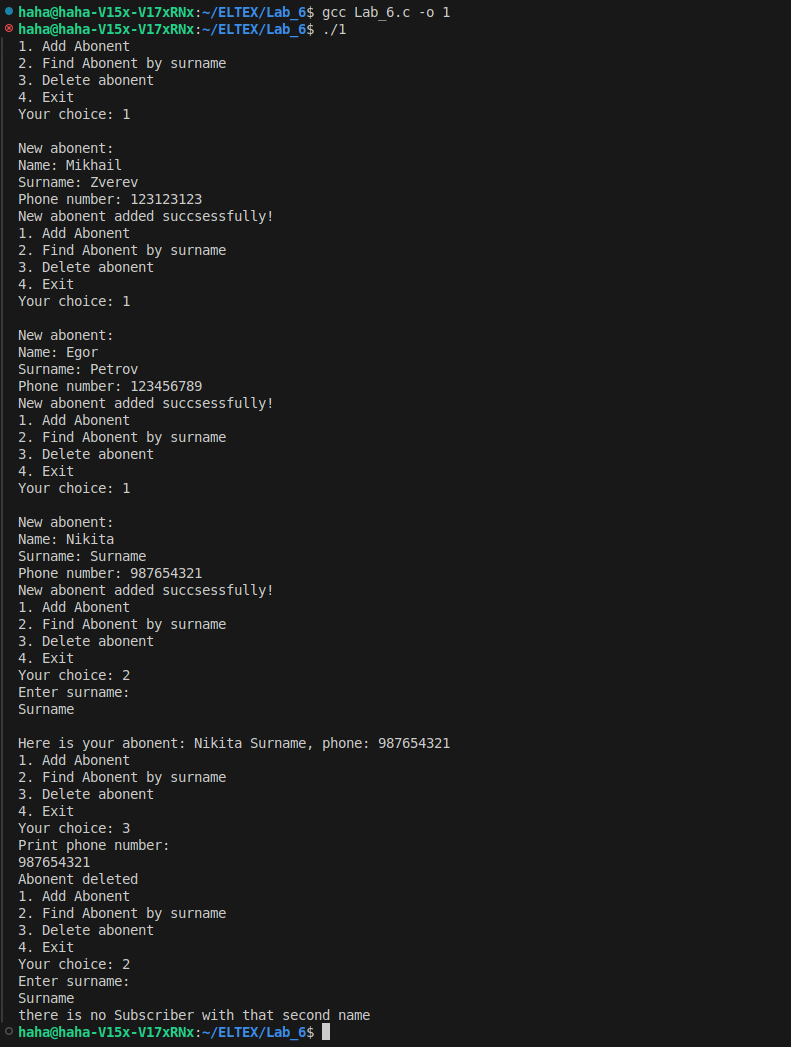 haha@haha-V15x-V17xRNx:~/ELTEX/Lab_6$ gcc Lab_6.c -o 1
haha@haha-V15x-V17xRNx:~/ELTEX/Lab_6$ ./1
1. Add Abonent
2. Find Abonent by surname
3. Delete abonent
4. Exit
Your choice: 1
New abonent:
Name: Mikhail
Surname: Zverev
Phone number: 123123123
New abonent added succsessfully!
1. Add Abonent
2. Find Abonent by surname
3. Delete abonent
4. Exit
Your choice: 1
New abonent:
Name: Egor
Surname: Petrov
Phone number: 123456789
New abonent added succsessfully!
1. Add Abonent
2. Find Abonent by surname
3. Delete abonent
4. Exit
Your choice: 1
New abonent:
Name: Nikita
Surname: Surname
Phone number: 987654321
New abonent added succsessfully!
1. Add Abonent
2. Find Abonent by surname
3. Delete abonent
4. Exit
Your choice: 2
Enter surname:
Surname
Here is your abonent: Nikita Surname, phone: 987654321
1. Add Abonent
2. Find Abonent by surname
3. Delete abonent
4. Exit
Your choice: 3
Print phone number:
987654321
Abonent deleted
1. Add Abonent
2. Find Abonent by surname
3. Delete abonent
4. Exit
Your choice: 2
Enter surname:
Surname
there is no Subscriber with that second name
haha@haha-V15x-V17xRNx:~/ELTEX/Lab_6$